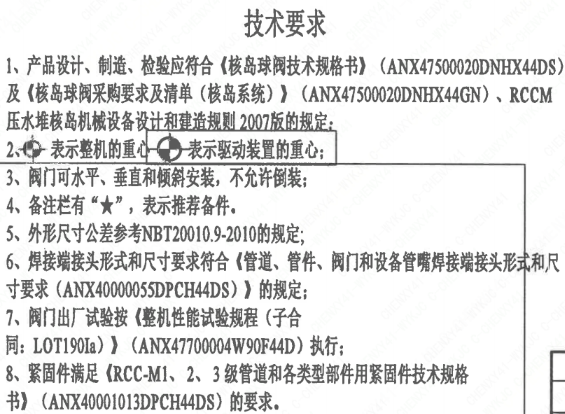 技术要求
1、产品设计、制造、检验应符合《核岛球阀技术规格书》（ANX47500020DNHX44DS）
及《核岛球阀采购要求及清单（核岛系统）》（ANX47500020DNHX44GN）、RCCM
压水堆核岛机械设备设计和建造规则 2007版的规定;
2、 表示整机的重心 表示驱动装置的重心;
3、阀门可水平、垂直和倾斜安装，不允许倒装;
4、备注栏有“★”，表示推荐备件。
5、外形尺寸公差参考NBT20010.9-2010的规定;
6、焊接端接头形式和尺寸要求符合《管道、管件、阀门和设备管嘴焊接端接头形式和尺
寸要求（ANX40000055DPCH44DS）》的规定;
7、阀门出厂试验按《整机性能试验规程（子合
同: LOT190Ia）》（ANX47700004W90F44D）执行;
8、紧固件满足《RCC-M1、2、3级管道和各类型部件用紧固件技术规格
书》（ANX40001013DPCH44DS）的要求。